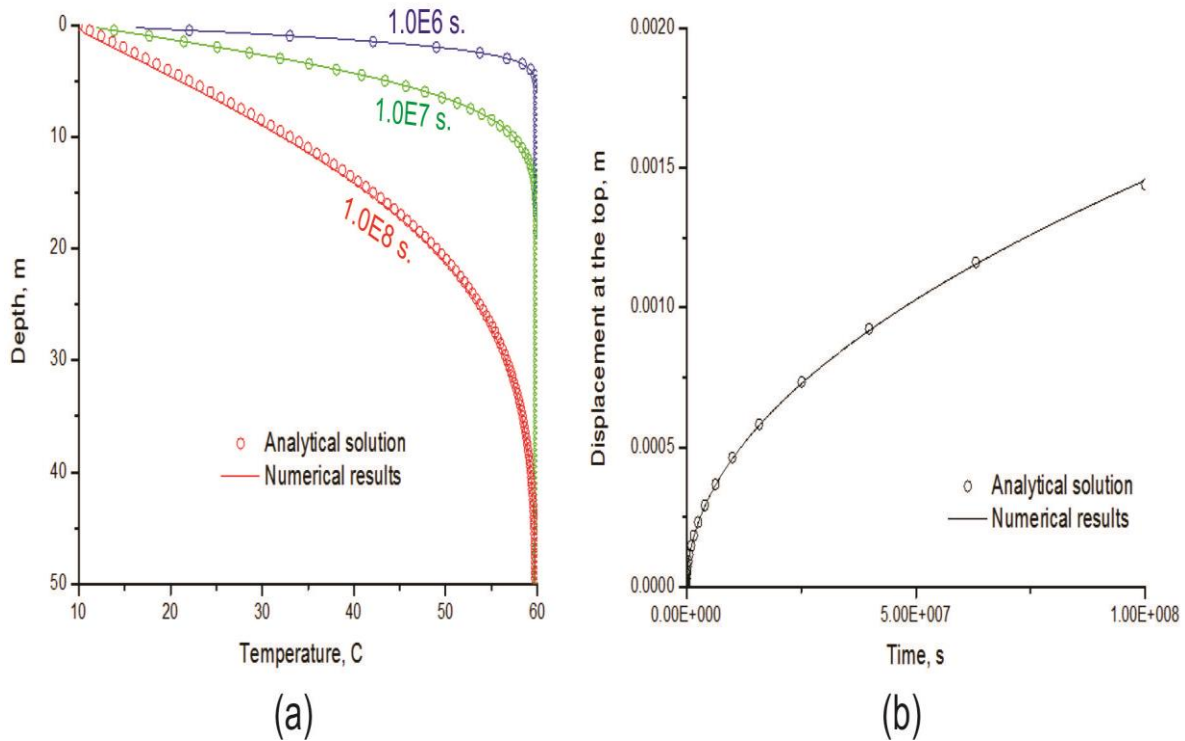 0
10
20
30
40
50
Depth, m
10
20
30
40
50
60
Temperature, C
1.0E6 s.
1.0E7 s.
1.0E8 s.
Analytical solution
Numerical results
(a)
0.0020
0.0015
0.0010
0.0005
0.0000
Displacement at the top, m
0.00E+000
5.00E+007
1.00E+008
Time, s
Analytical solution
Numerical results
(b)